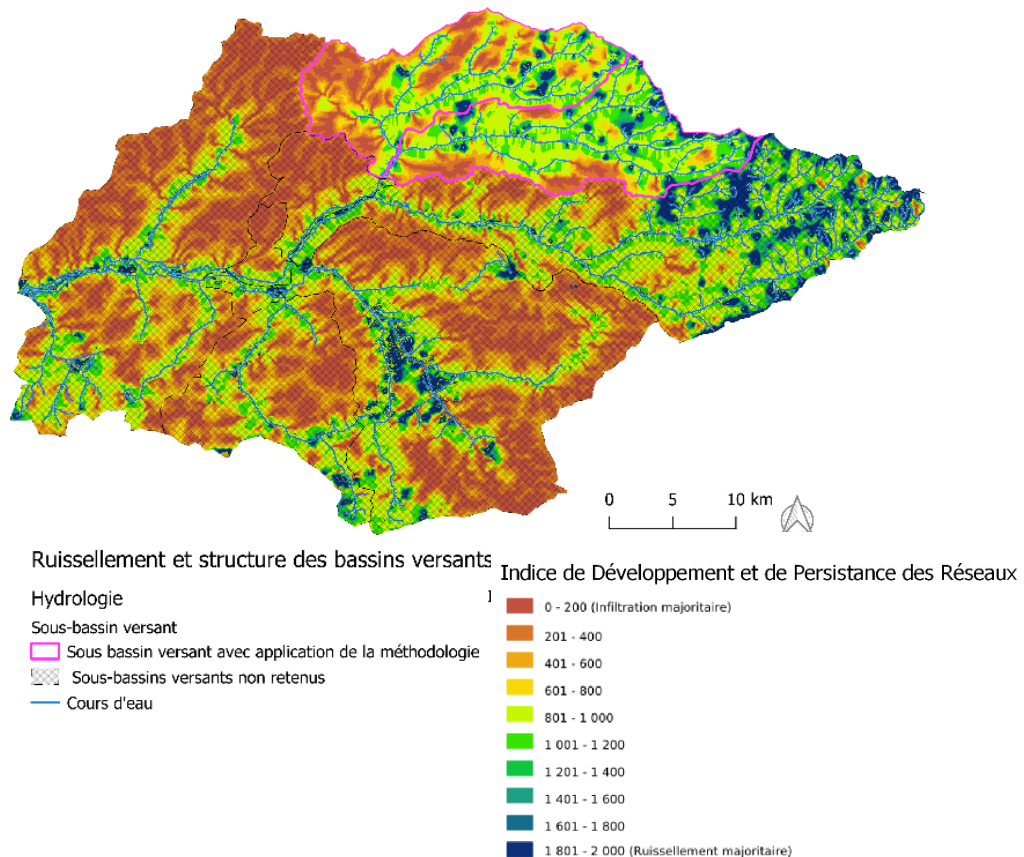 0 5 10 km
Ruissellement et structure des bassins versants
Hydrologie
Sous-bassin versant
Sous bassin versant avec application de la méthodologie
Sous-bassins versants non retenus
Cours d'eau
Indice de Développement et de Persistance des Réseaux
0 - 200 (Infiltration majoritaire)
201 - 400
401 - 600
601 - 800
801 - 1 000
1 001 - 1 200
1 201 - 1 400
1 401 - 1 600
1 601 - 1 800
1 801 - 2 000 (Ruissellement majoritaire)